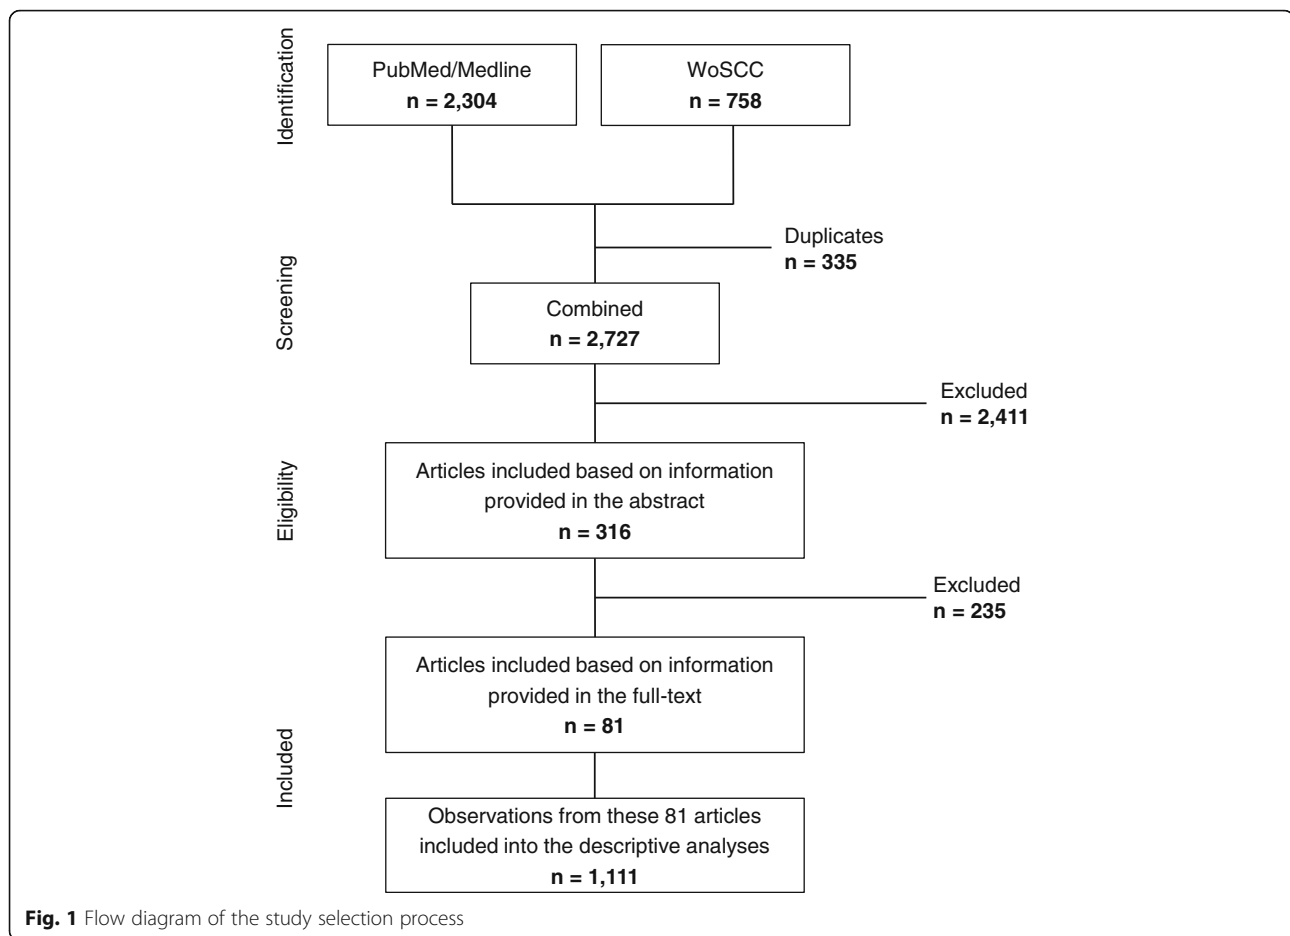 Identification
PubMed/Medline
n = 2,304
WoSCC
n = 758
Duplicates
n = 335
Screening
Combined
n = 2,727
Excluded
n = 2,411
Eligibility
Articles included based on information
provided in the abstract
n = 316
Excluded
n = 235
Included
Articles included based on information
provided in the full-text
n = 81
Observations from these 81 articles
included into the descriptive analyses
n = 1,111
Fig. 1 Flow diagram of the study selection process